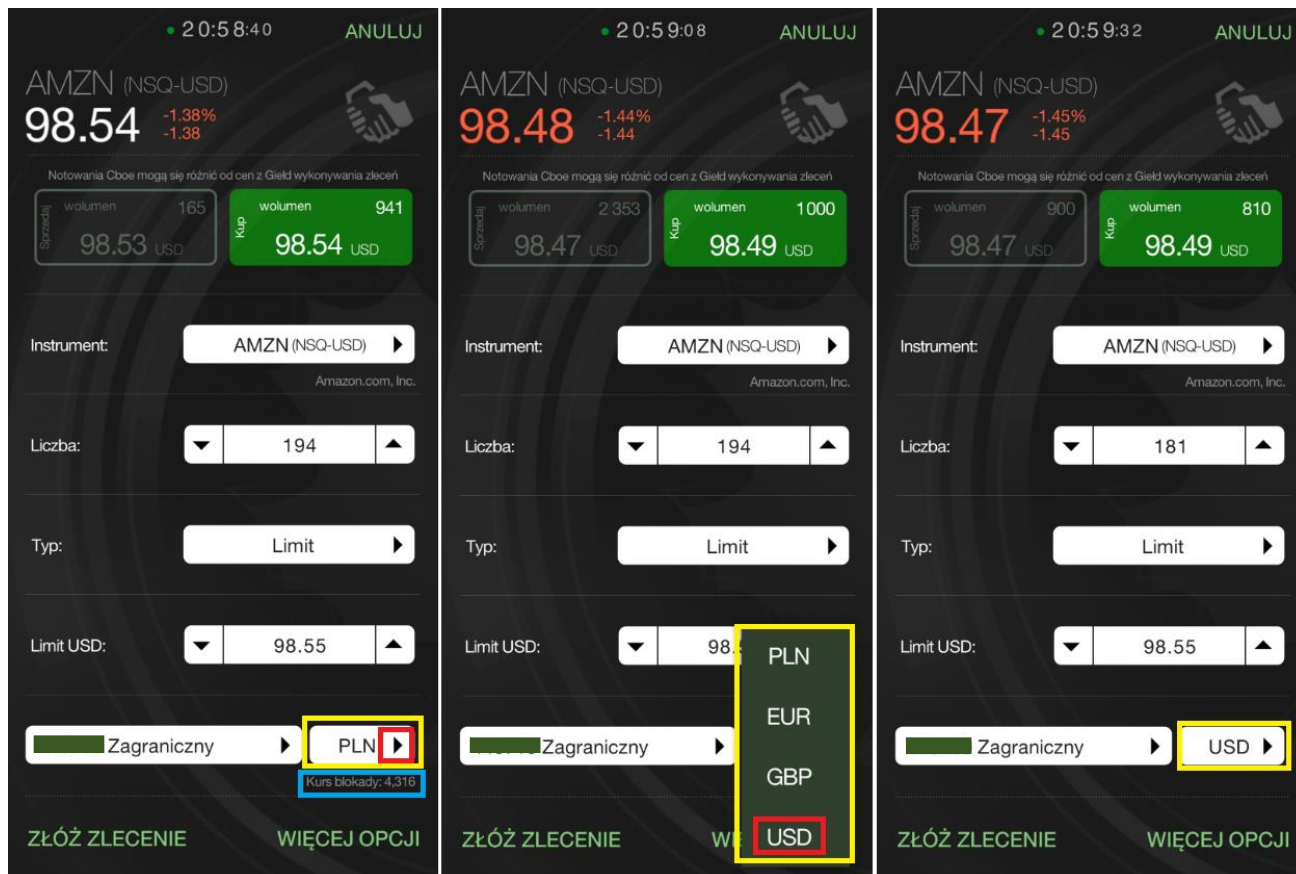 20:58:40 ANULUJ
AMZN (NSQ-USD)
98.54 -1.38%
-1.38
Notowania Cboe mogą się różnić od cen z Giełd wykonywania zleceń
Sprzedaj wolumen 165
98.53 USD
Kup wolumen 941
98.54 USD
Instrument: AMZN (NSQ-USD)
Amazon.com, Inc.
Liczba: 194
Typ: Limit
Limit USD: 98.55
Zagraniczny PLN
Kurs blokady: 4,316
ZŁÓŻ ZLECENIE WIĘCEJ OPCJI
20:59:08 ANULUJ
AMZN (NSQ-USD)
98.48 -1.44%
-1.44
Notowania Cboe mogą się różnić od cen z Giełd wykonywania zleceń
Sprzedaj wolumen 2 353
98.47 USD
Kup wolumen 1 000
98.49 USD
Instrument: AMZN (NSQ-USD)
Amazon.com, Inc.
Liczba: 194
Typ: Limit
Limit USD: 98.
PLN
EUR
Zagraniczny
GBP
USD
ZŁÓŻ ZLECENIE
20:59:32 ANULUJ
AMZN (NSQ-USD)
98.47 -1.45%
-1.45
Notowania Cboe mogą się różnić od cen z Giełd wykonywania zleceń
Sprzedaj wolumen 900
98.47 USD
Kup wolumen 810
98.49 USD
Instrument: AMZN (NSQ-USD)
Amazon.com, Inc.
Liczba: 181
Typ: Limit
Limit USD: 98.55
Zagraniczny USD
ZŁÓŻ ZLECENIE WIĘCEJ OPCJI